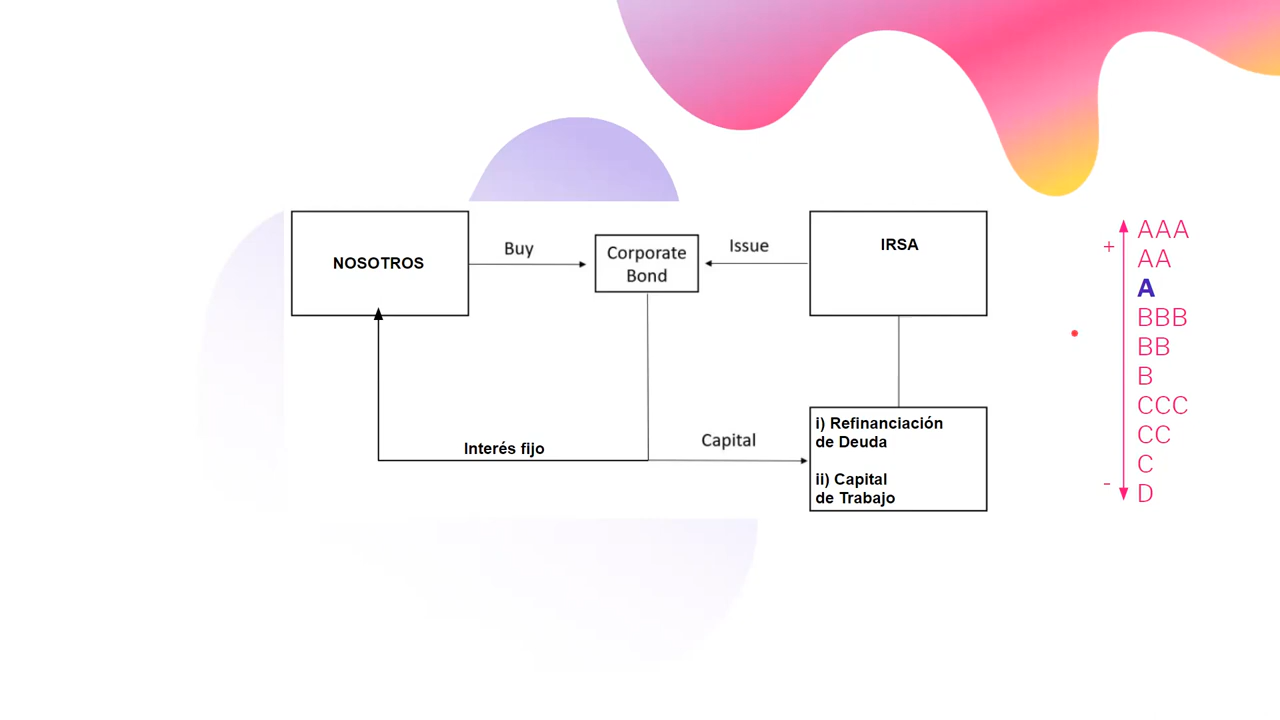 NOSOTROS
Buy
Corporate
Bond
Issue
IRSA
Interés fijo
Capital
i) Refinanciación
de Deuda
ii) Capital
de Trabajo
+
-
AAA
AA
A
BBB
BB
B
CCC
CC
C
D